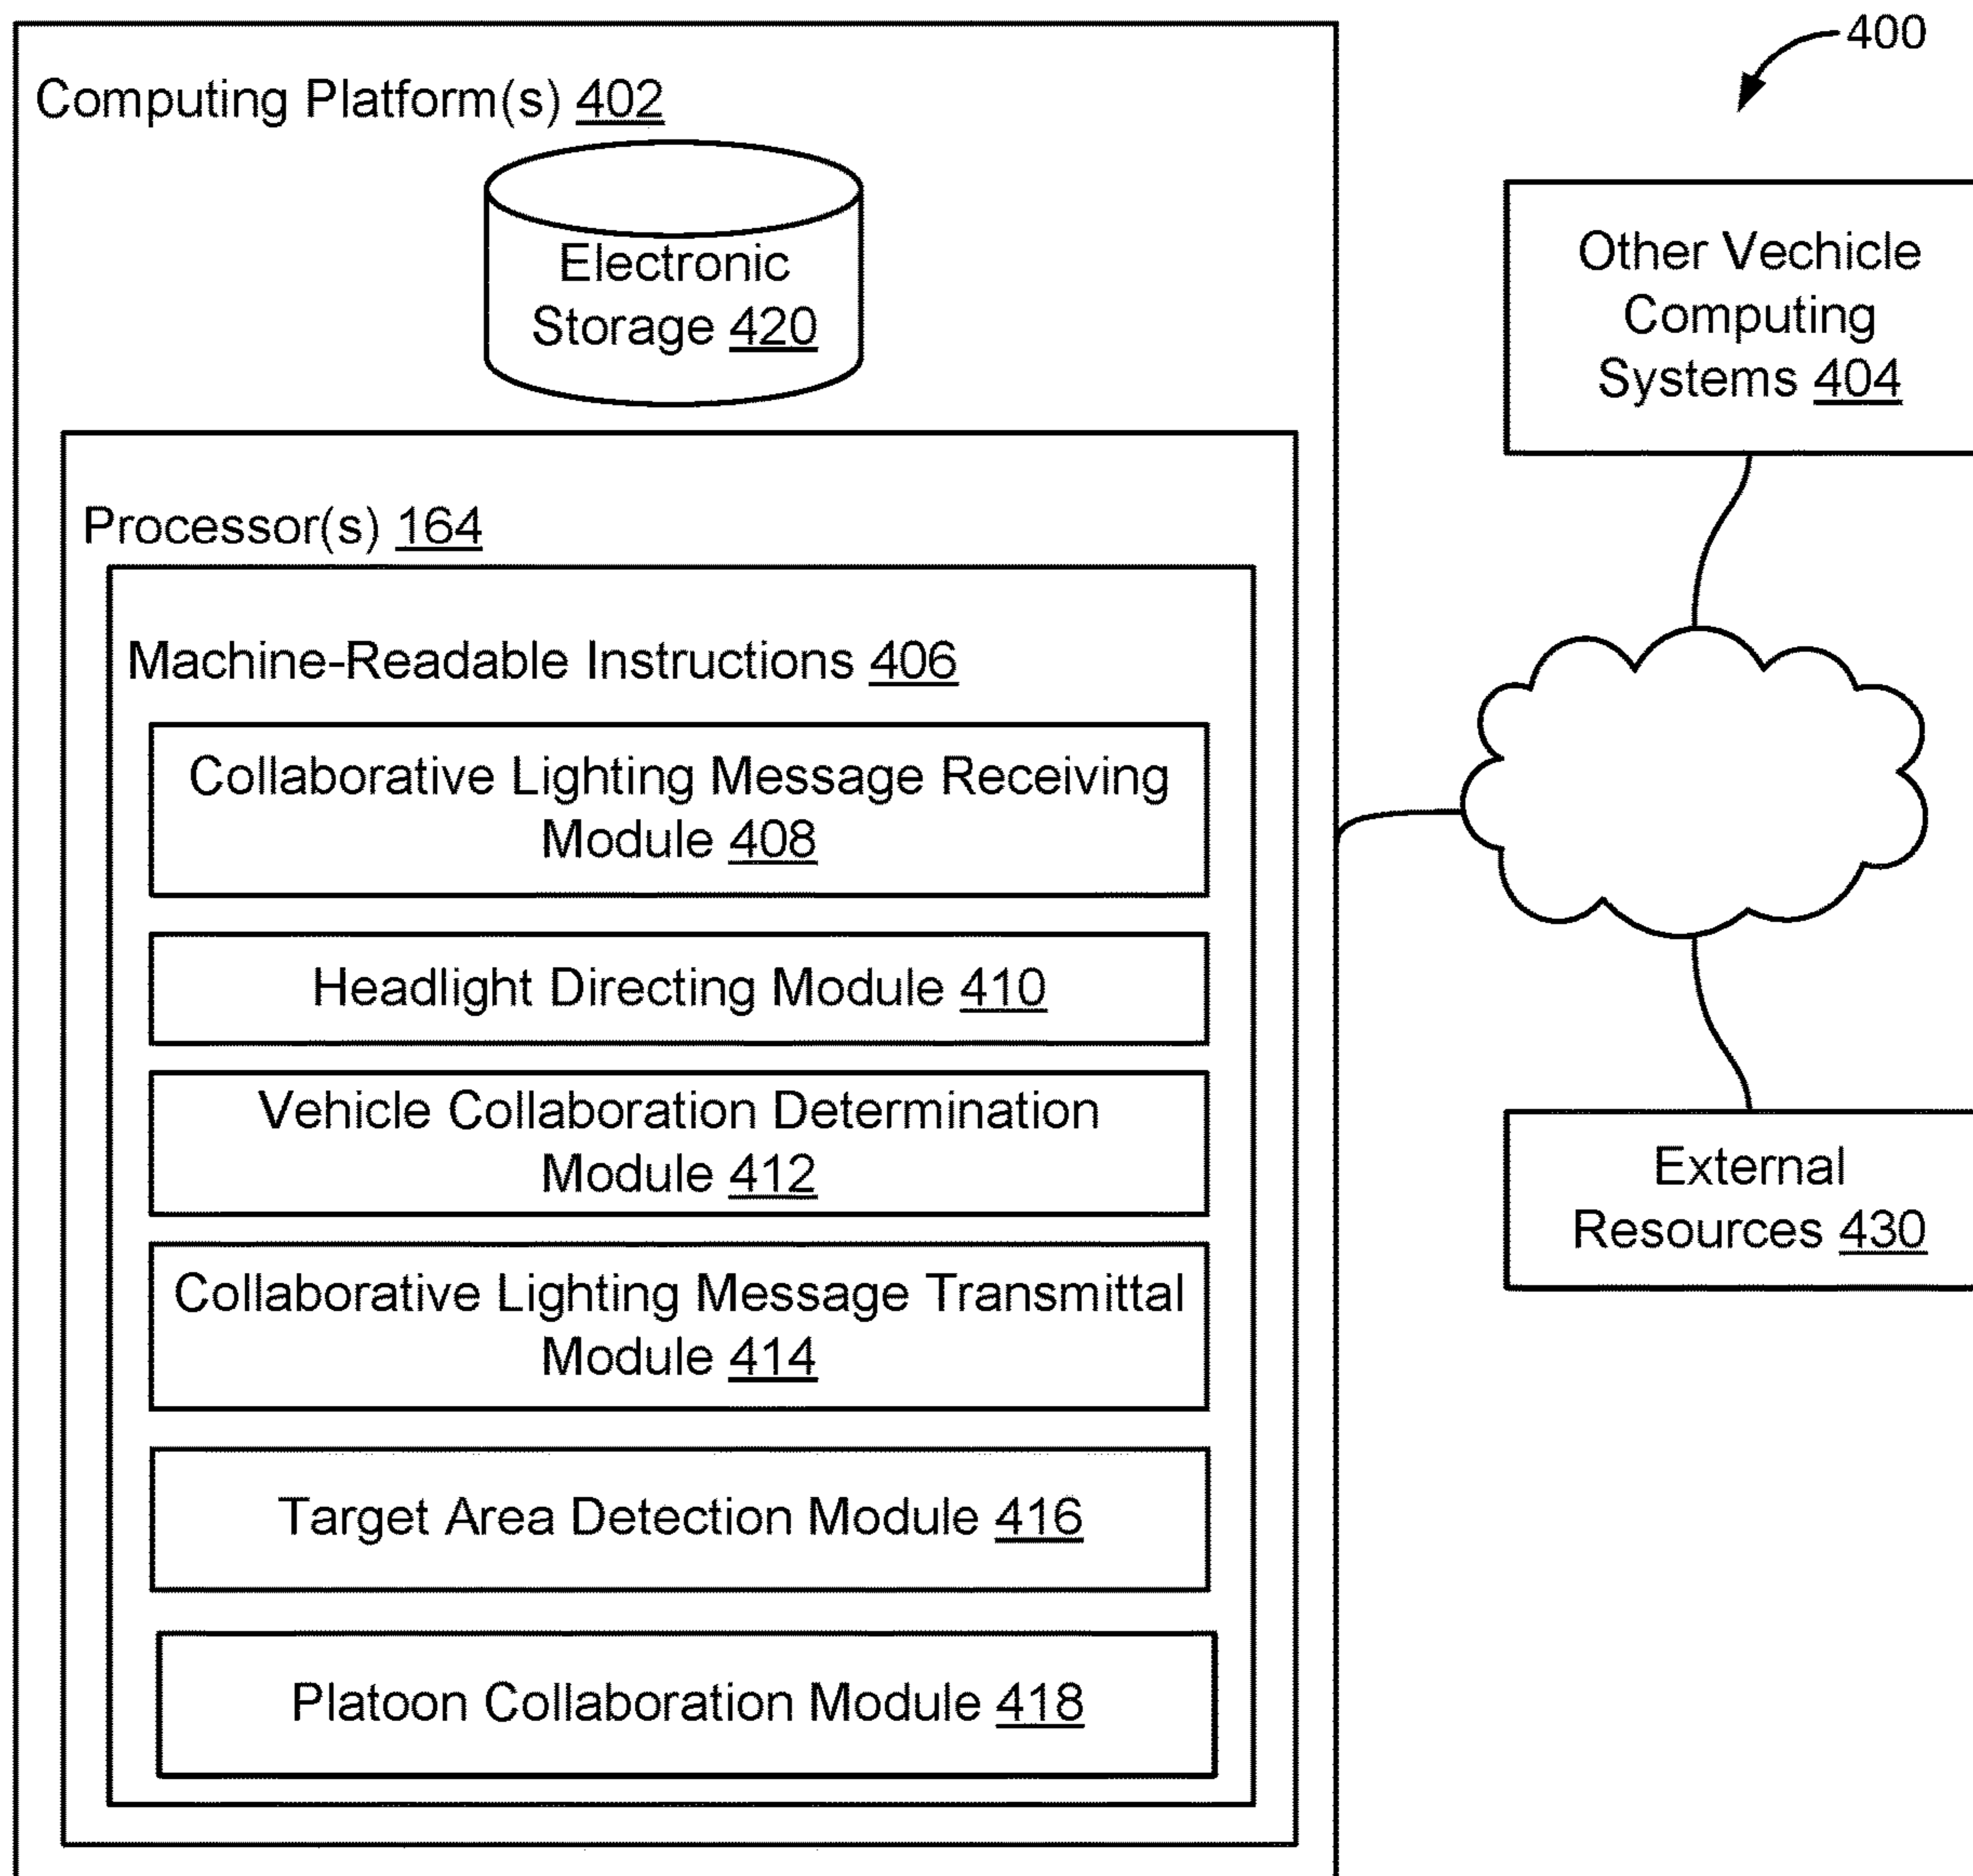 400
Computing Platform(s) 402
Electronic
Storage 420
Processor(s) 164
Machine-Readable Instructions 406
Collaborative Lighting Message Receiving
Module 408
Headlight Directing Module 410
Vehicle Collaboration Determination
Module 412
Collaborative Lighting Message Transmittal
Module 414
Target Area Detection Module 416
Platoon Collaboration Module 418
Other Vechicle
Computing
Systems 404
External
Resources 430